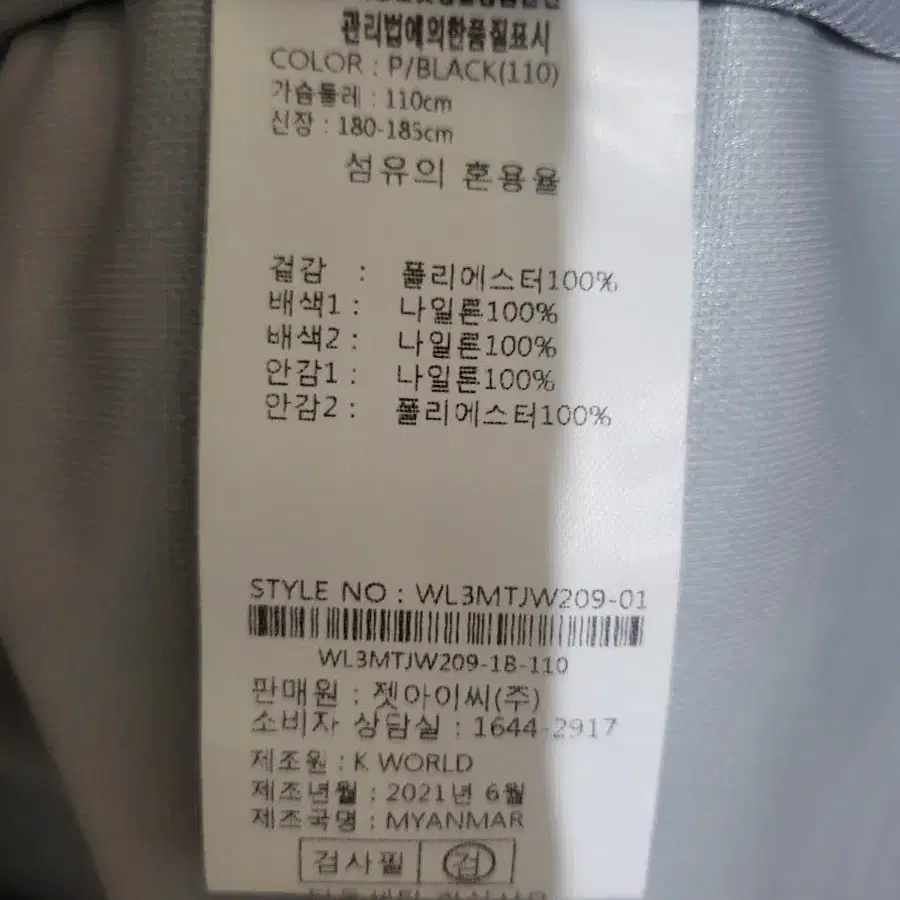 관리법에의한품질표시
COLOR : P/BLACK(110)
가슴둘레 : 110cm
신장 : 180-185cm
섬유의 혼용율
겉감 : 폴리에스터100%
배색1 : 나일론100%
배색2 : 나일론100%
안감1 : 나일론100%
안감2 : 폴리에스터100%
STYLE NO : WL3MTJW209-01
WL3MTJW209-1B-110
판매원 : 젯아이씨(주)
소비자 상담실 : 1644-2917
제조원 : K WORLD
제조년월 : 2021년 6월
제조국명 : MYANMAR
검사필 검